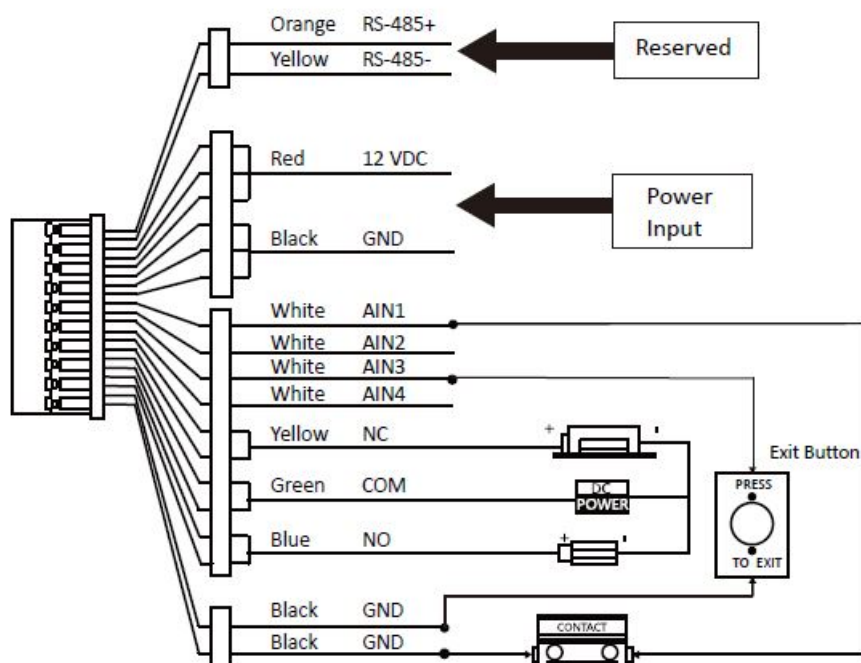 Orange RS-485+
Reserved
Yellow RS-485-
Red 12 VDC
Power
Input
Black GND
White AIN1
White AIN2
White AIN3
White AIN4
Yellow NC
+ -
Exit Button
Green COM
DC
POWER
PRESS
Blue NO
+ -
TO EXIT
Black GND
Black GND
CONTACT